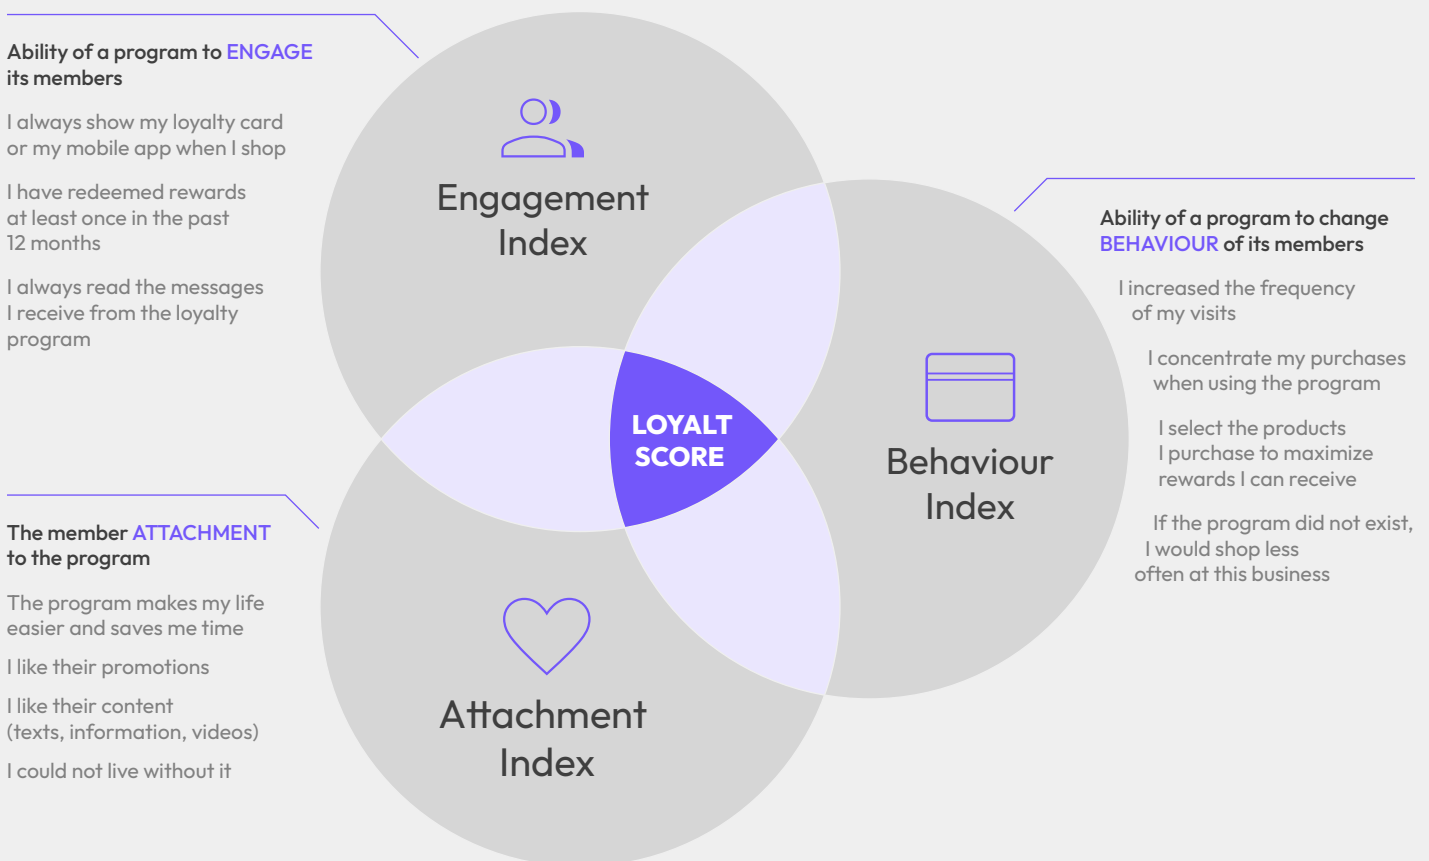 Ability of a program to ENGAGE
its members
I always show my loyalty card
or my mobile app when I shop
I have redeemed rewards
at least once in the past
12 months
I always read the messages
I receive from the loyalty
program
Engagement
Index
Ability of a program to change
BEHAVIOUR of its members
I increased the frequency
of my visits
I concentrate my purchases
when using the program
I select the products
I purchase to maximize
rewards I can receive
If the program did not exist,
I would shop less
often at this business
Behaviour
Index
LOYALT
SCORE
The member ATTACHMENT
to the program
The program makes my life
easier and saves me time
I like their promotions
I like their content
(texts, information, videos)
I could not live without it
Attachment
Index